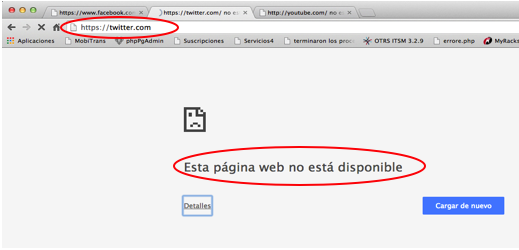 https://www.facebook.com
https://twitter.com/ no es
http://youtube.com/ no es
https://twitter.com
Aplicaciones MobiTrans phpPgAdmin Suscripciones Servicios4 terminaron los proc OTRS ITSM 3.2.9 errore.php MyRacks
Esta página web no está disponible
Detalles
Cargar de nuevo